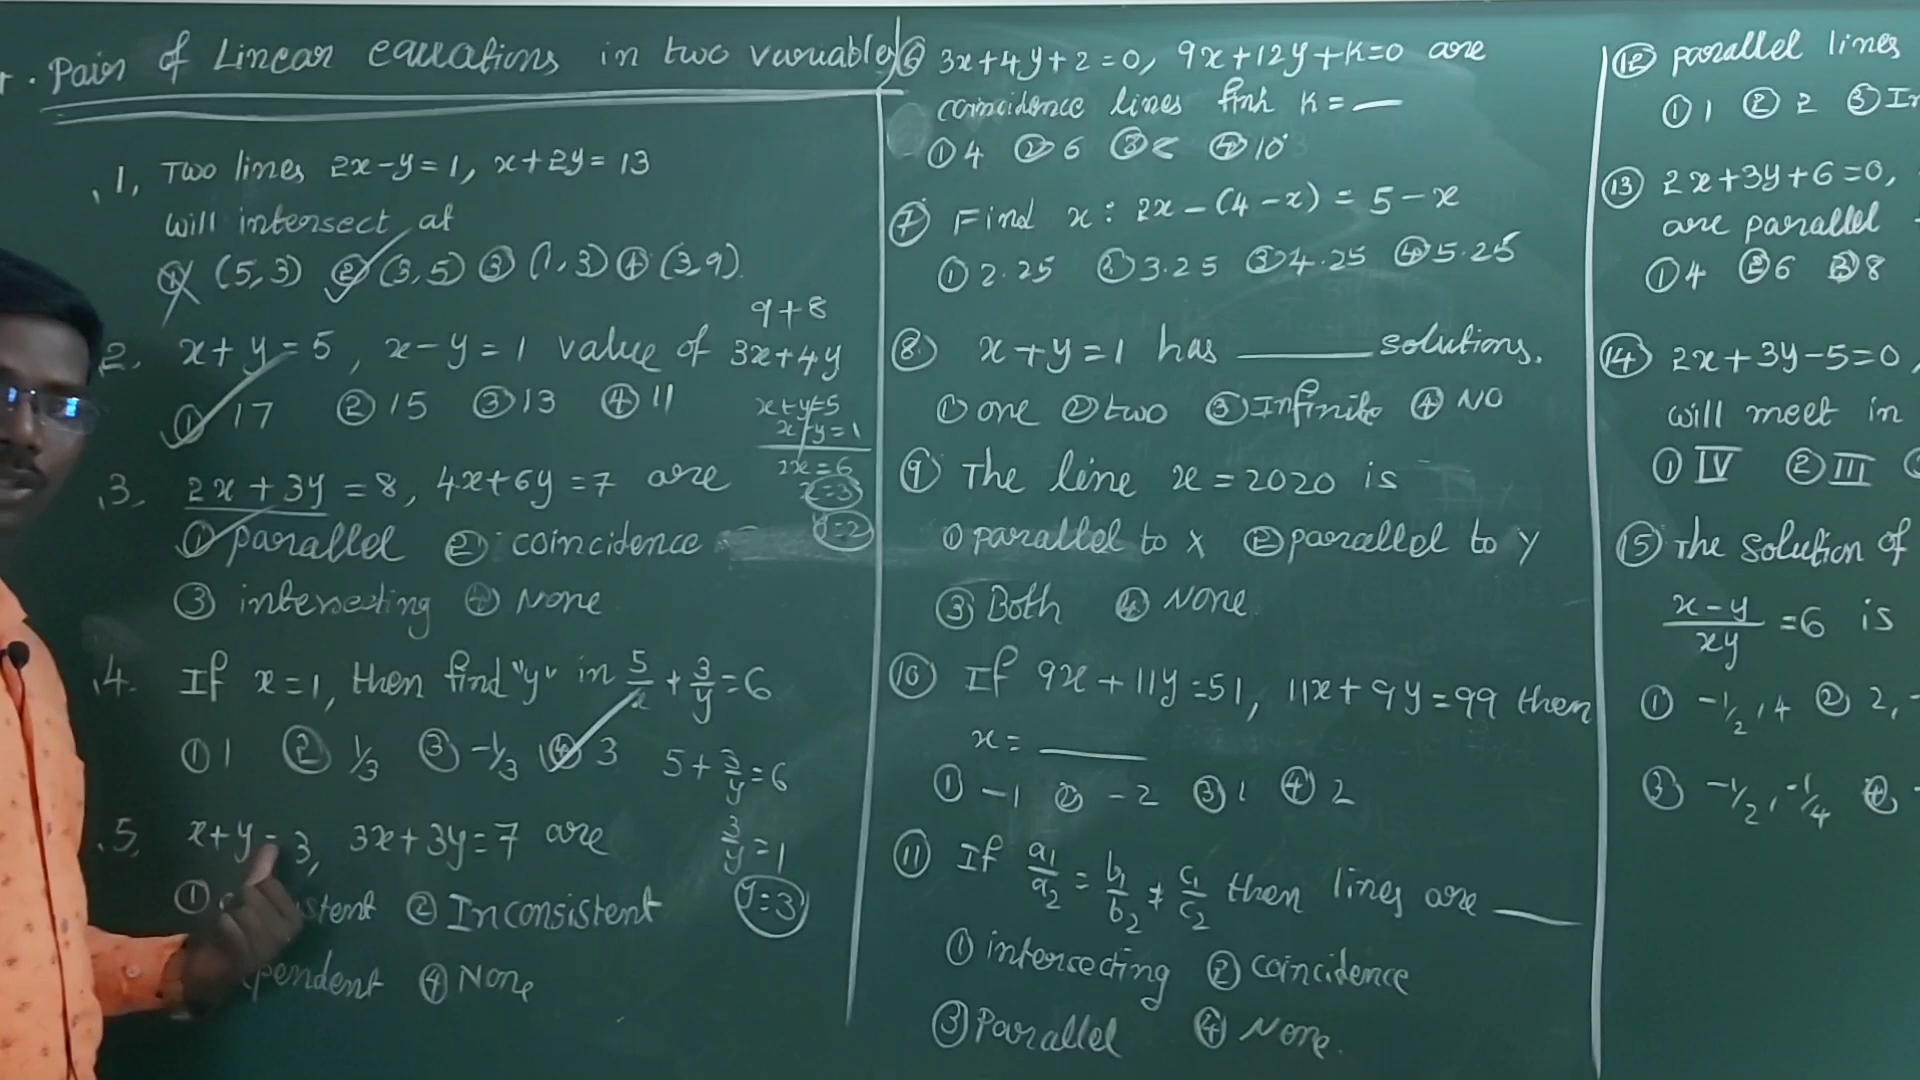 . Pair of Linear equations in two variables
1, Two lines 2x-y=1, x+2y=13
will intersect at
① (5,3) ② (3,5) ③ (1,3) ④ (3,9).
9+8
2. x+y=5, x-y=1 value of 3x+4y
① 17 ② 15 ③ 13 ④ 11
x+y=5
x-y=1
2x=6
x=3
y=2
3, 2x+3y=8, 4x+6y=7 are
① parallel ② coincidence
③ intersecting ④ None
4. If x=1, then find "y" in 5/x + 3/y = 6
① 1 ② 1/3 ③ -1/3 ④ 3
5+3/y=6
3/y=1
y=3
5, x+y=3, 3x+3y=7 are
① stent ② Inconsistent
pendent ④ None
⑥ 3x+4y+2=0, 9x+12y+K=0 are
coincidence lines K=
① 4 ② 6 ③ ④ 10
⑦ Find x: 2x-(4-x)=5-x
① 2.25 ② 3.25 ③ 4.25 ④ 5.25
⑧ x+y=1 has ______ solutions.
① one ② two ③ Infinite ④ NO
⑨ The line x=2020 is
① parallel to x ② parallel to y
③ Both ④ None
⑩ If 9x+11y=51, 11x+9y=99 then
x= ______
① -1 ② -2 ③ 1 ④ 2
⑪ If a₁/a₂ = b₁/b₂ ≠ c₁/c₂ then lines are ____
① intersecting ② coincidence
③ Parallel ④ None.
⑫ parallel lines
① 1 ② 2 ③ In
⑬ 2x+3y+6=0,
are parallel
① 4 ② 6 ③ 8
⑭ 2x+3y-5=0,
will meet in
① IV ② III
⑮ The solution of
x-y/xy =6 is
① -1/2, 4 ② 2, -
③ -1/2, -1/4 ④ -